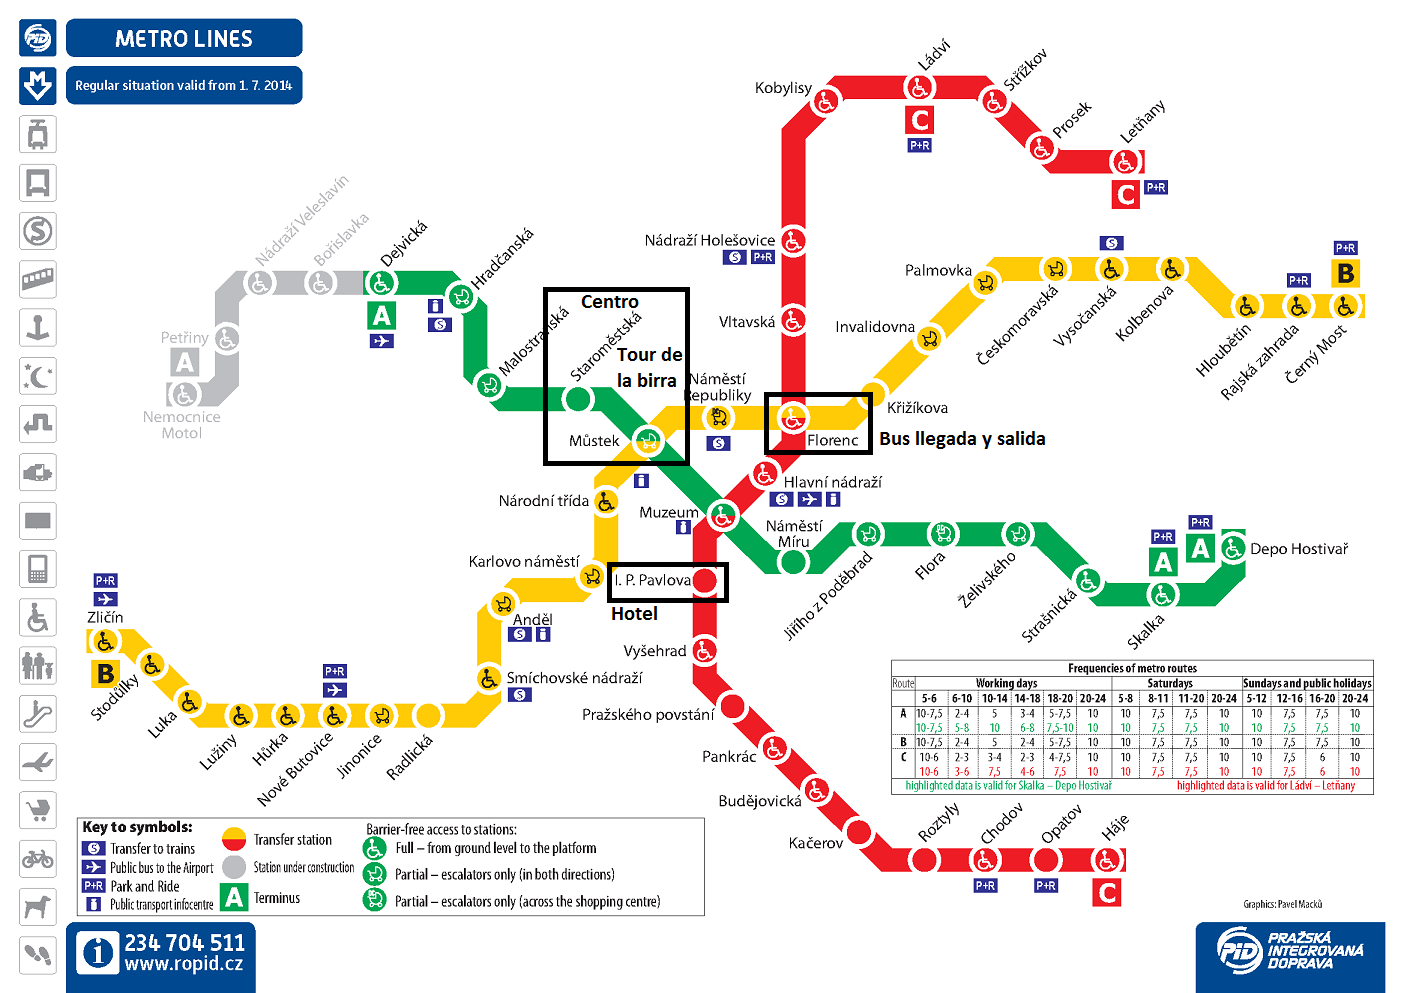 PID
METRO LINES
Regular situation valid from 1. 7. 2014
Kobylisy
Ládví
C
P+R
Střížkov
Prosek
Letňany
C
P+R
Nádraží Holešovice
P+R
Vltavská
Nádraží Veleslavín
Bořislavka
Petřiny
A
Nemocnice
Motol
Dejvická
A
Hradčanská
Malostranská
Centro
Staroměstská
Tour de
la birra
Můstek
Náměstí
Republiky
Florenc
Bus llegada y salida
Křižíkova
Invalidovna
Palmovka
Českomoravská
Vysočanská
Kolbenova
Hloubětín
P+R
Rajská zahrada
P+R
B
Černý Most
Hlavní nádraží
Národní třída
Muzeum
Náměstí
Míru
Jiřího z Poděbrad
Flora
Želivského
Strašnická
P+R
A
Skalka
P+R
A
Depo Hostivař
Karlovo náměstí
I. P. Pavlova
Hotel
Anděl
Smíchovské nádraží
P+R
Zličín
B
Stodůlky
Luka
Lužiny
Hůrka
P+R
Nové Butovice
Jinonice
Radlická
Vyšehrad
Pražského povstání
Pankrác
Budějovická
Kačerov
Roztyly
Chodov
P+R
Opatov
P+R
Háje
C
Frequencies of metro routes
Route Working days Saturdays Sundays and public holidays
5-6 6-10 10-14 14-18 18-20 20-24 5-8 8-11 11-20 20-24 5-12 12-16 16-20 20-24
A 10-7,5 2-4 5 3-4 5-7,5 10 10 7,5 7,5 10 10 7,5 7,5 10
10-7,5 5-8 10 6-8 7,5-10 10 10 7,5 7,5 10 10 7,5 7,5 10
B 10-7,5 2-4 5 2-4 5-7,5 10 10 7,5 7,5 10 10 7,5 7,5 10
C 10-6 2-3 3-4 2-3 4-7,5 10 10 7,5 7,5 10 10 7,5 6 10
10-6 3-6 7,5 4-6 7,5 10 10 7,5 7,5 10 10 7,5 6 10
highlighted data is valid for Skalka – Depo Hostivař highlighted data is valid for Ládví – Letňany
Key to symbols:
Transfer to trains
Public bus to the Airport
P+R Park and Ride
Public transport infocentre
Transfer station
Station under construction
A Terminus
Barrier-free access to stations:
Full – from ground level to the platform
Partial – escalators only (in both directions)
Partial – escalators only (across the shopping centre)
234 704 511
www.ropid.cz
Graphics: Pavel Macků
PID
PRAŽSKÁ
INTEGROVANÁ
DOPRAVA